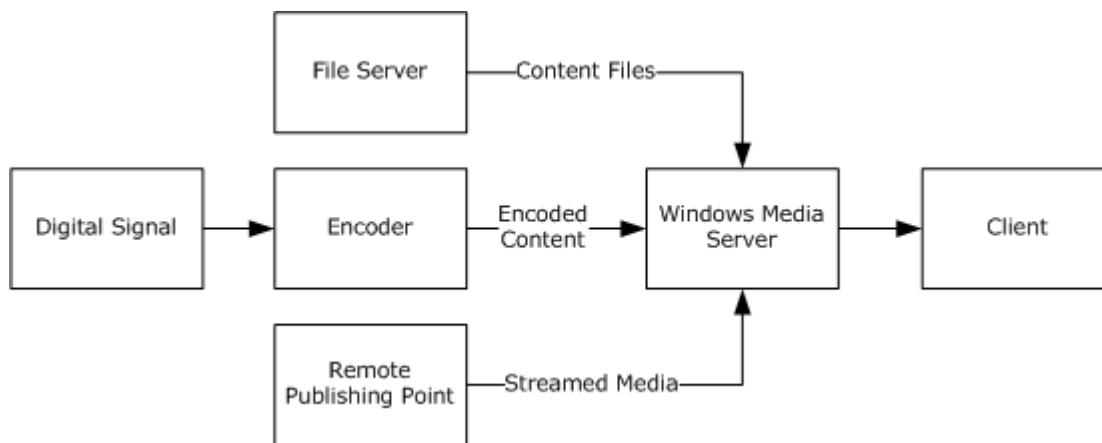 File Server
Content Files
Digital Signal
Encoder
Encoded
Content
Windows Media
Server
Client
Remote
Publishing Point
Streamed Media